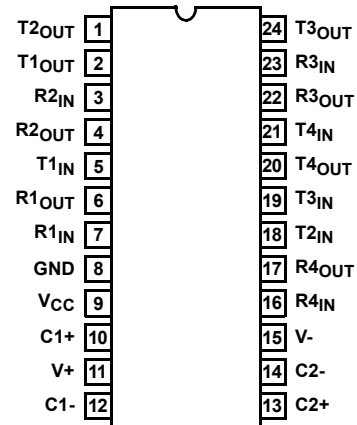 T2OUT 1 24 T3OUT
T1OUT 2 23 R3IN
R2IN 3 22 R3OUT
R2OUT 4 21 T4IN
T1IN 5 20 T4OUT
R1OUT 6 19 T3IN
R1IN 7 18 T2IN
GND 8 17 R4OUT
VCC 9 16 R4IN
C1+ 10 15 V-
V+ 11 14 C2-
C1- 12 13 C2+